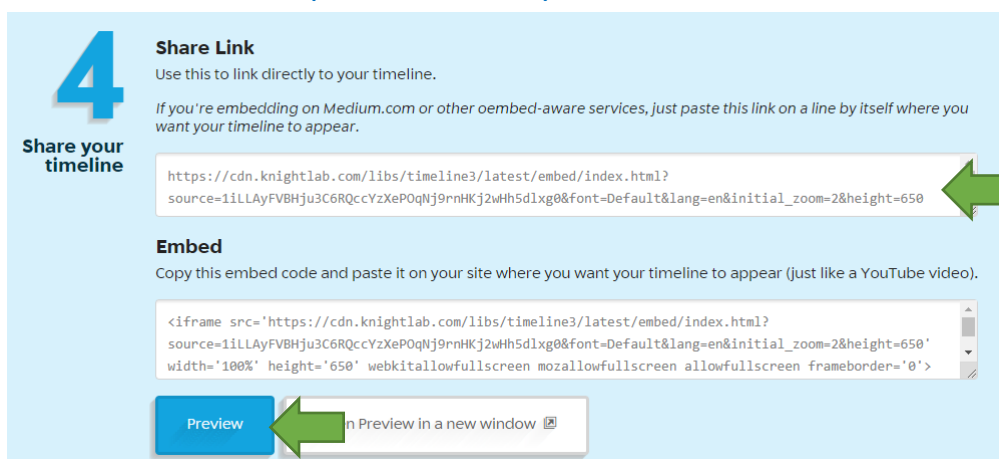 4
Share your
timeline
Share Link
Use this to link directly to your timeline.
If you're embedding on Medium.com or other oembed-aware services, just paste this link on a line by itself where you
want your timeline to appear.
https://cdn.knightlab.com/libs/timeline3/latest/embed/index.html?
source=1iLLAyFVBHju3C6RQccYzXePOqNj9rnHKj2wHh5dlxg0&font=Default&lang=en&initial_zoom=2&height=650
Embed
Copy this embed code and paste it on your site where you want your timeline to appear (just like a YouTube video).
<iframe src='https://cdn.knightlab.com/libs/timeline3/latest/embed/index.html?
source=1iLLAyFVBHju3C6RQccYzXePOqNj9rnHKj2wHh5dlxg0&font=Default&lang=en&initial_zoom=2&height=650'
width='100%' height='650' webkitallowfullscreen mozallowfullscreen allowfullscreen frameborder='0'>
Preview
n Preview in a new window